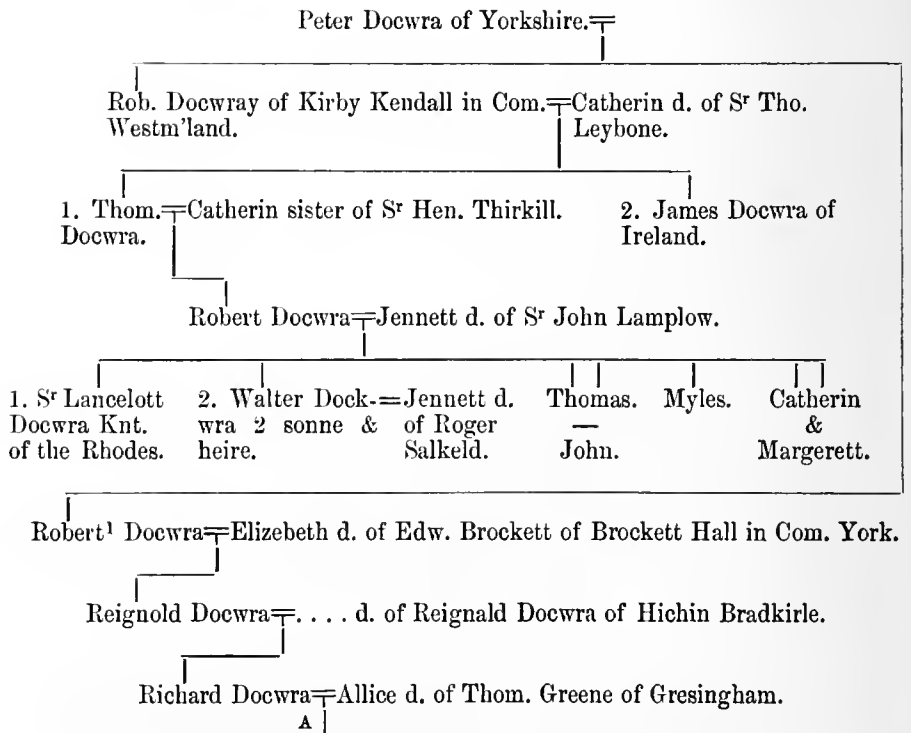 Peter Docwra of Yorkshire.
Rob. Docwray of Kirby Kendall in Com. Westm'land.
Catherin d. of Sʳ Tho. Leybone.
1. Thom. Docwra.
Catherin sister of Sʳ Hen. Thirkill.
2. James Docwra of Ireland.
Robert Docwra
Jennett d. of Sʳ John Lamplow.
1. Sʳ Lancelott Docwra Knt. of the Rhodes.
2. Walter Dock-wra 2 sonne & heire.
Jennett d. of Roger Salkeld.
Thomas.
—
John.
Myles.
Catherin & Margerett.
Robert¹ Docwra
Elizebeth d. of Edw. Brockett of Brockett Hall in Com. York.
Reignold Docwra
. . . . d. of Reignald Docwra of Hichin Bradkirle.
Richard Docwra
Allice d. of Thom. Greene of Gresingham.
A